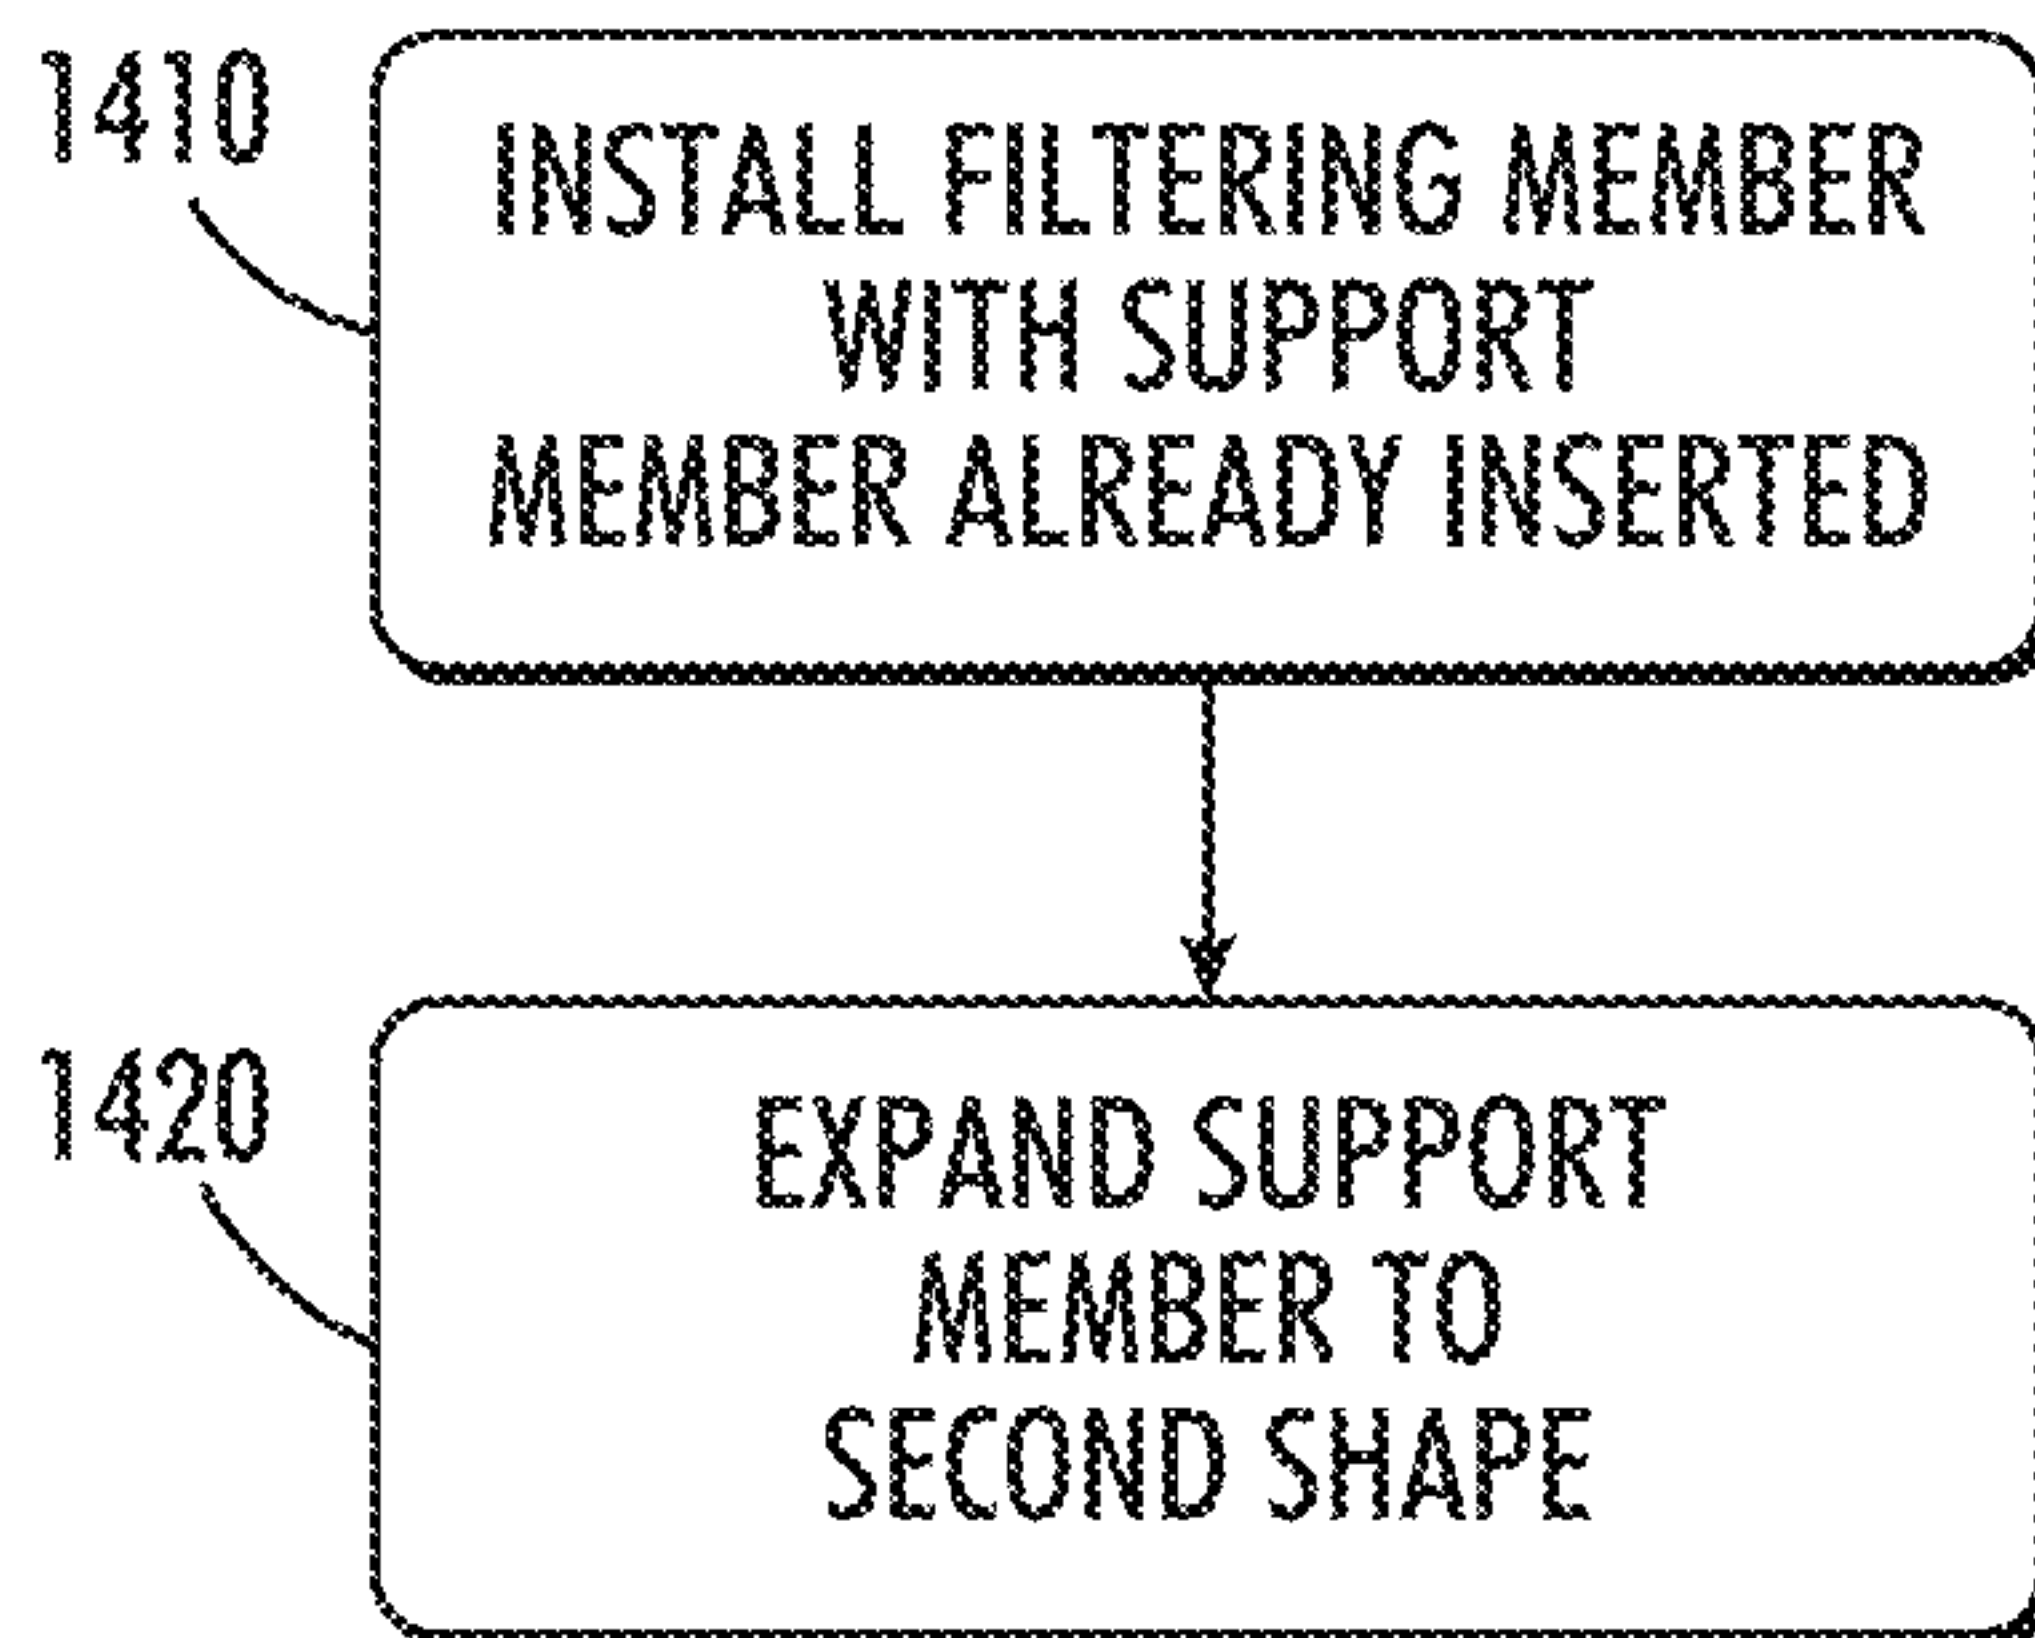 1410
INSTALL FILTERING MEMBER
WITH SUPPORT
MEMBER ALREADY INSERTED
1420
EXPAND SUPPORT
MEMBER TO
SECOND SHAPE